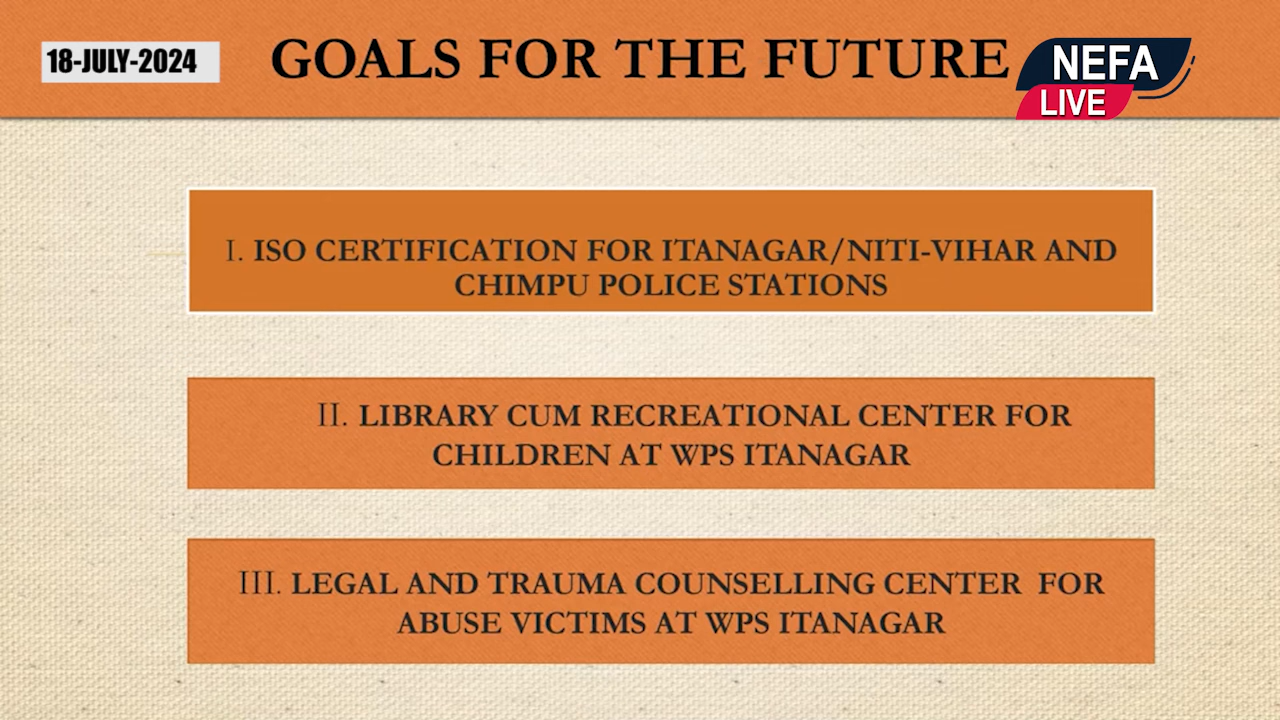 18-JULY-2024
GOALS FOR THE FUTURE
NEFA
LIVE
I. ISO CERTIFICATION FOR ITANAGAR/NITI-VIHAR AND
CHIMPU POLICE STATIONS
II. LIBRARY CUM RECREATIONAL CENTER FOR
CHILDREN AT WPS ITANAGAR
III. LEGAL AND TRAUMA COUNSELLING CENTER FOR
ABUSE VICTIMS AT WPS ITANAGAR